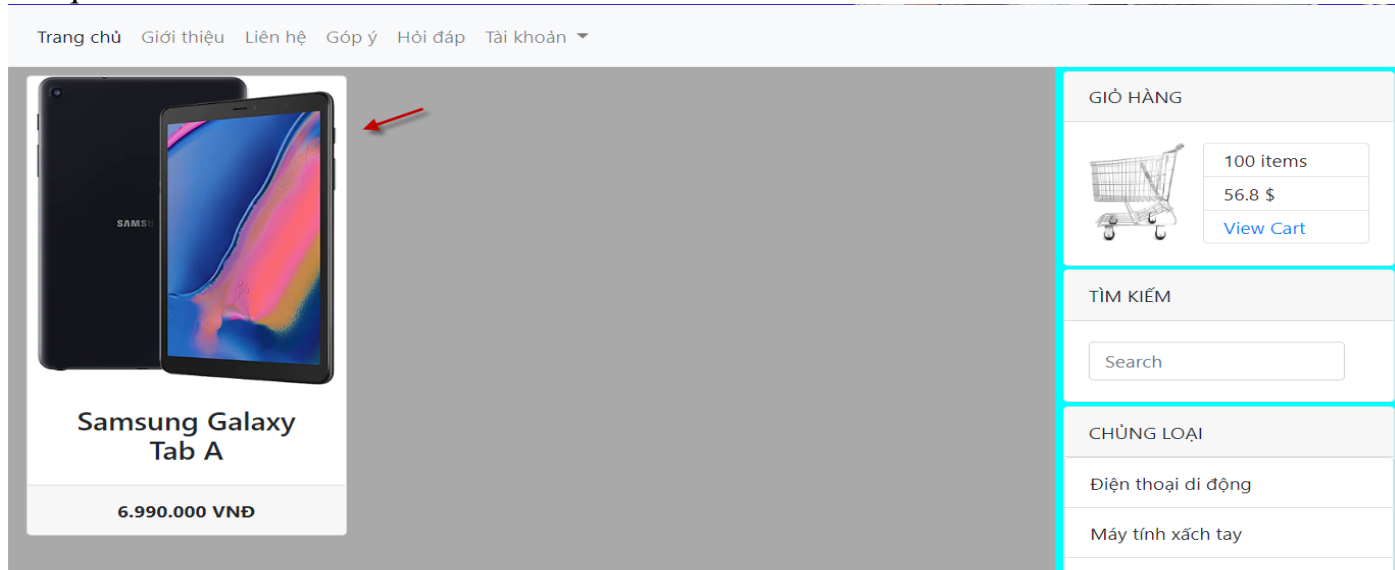 Trang chủ Giới thiệu Liên hệ Góp ý Hỏi đáp Tài khoản
SAMSU
Samsung Galaxy
Tab A
6.990.000 VNĐ
GIỎ HÀNG
100 items
56.8 $
View Cart
TÌM KIẾM
Search
CHỦNG LOẠI
Điện thoại di động
Máy tính xấch tay